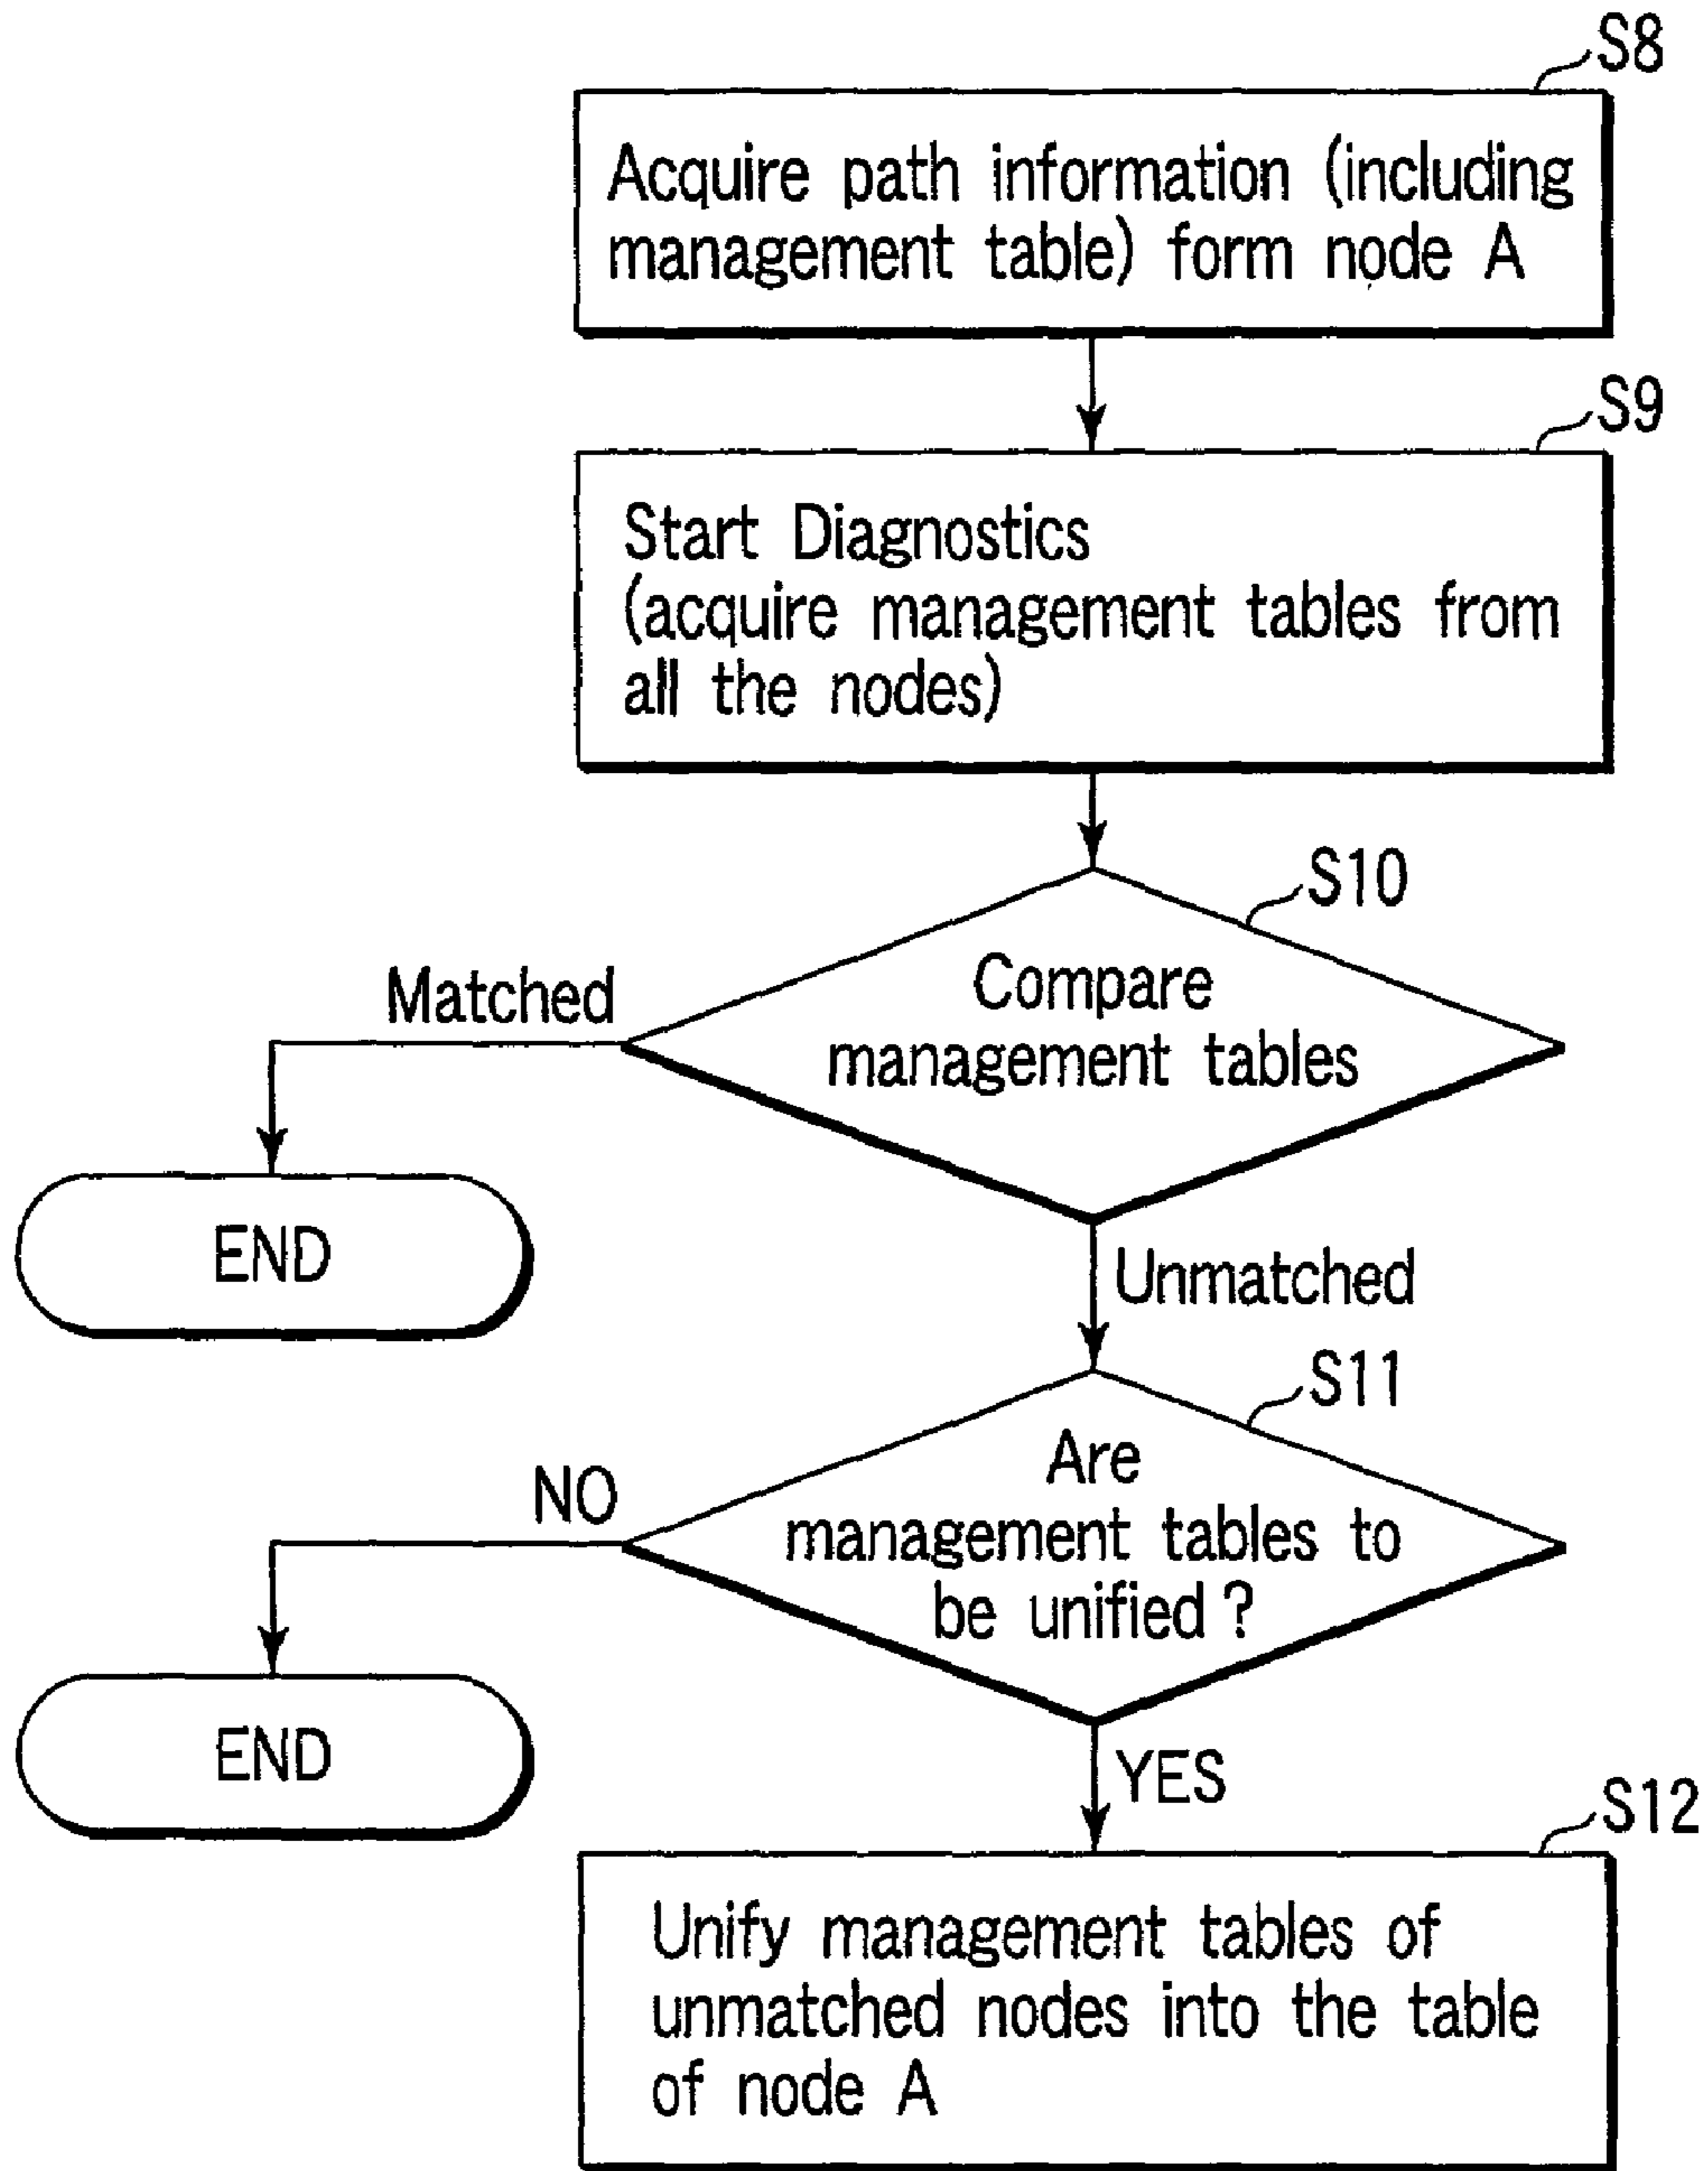 S8
Acquire path information (including
management table) form node A
S9
Start Diagnostics
(acquire management tables from
all the nodes)
S10
Compare
management tables
Matched
END
Unmatched
S11
Are
management tables to
be unified ?
NO
END
YES
S12
Unify management tables of
unmatched nodes into the table
of node A